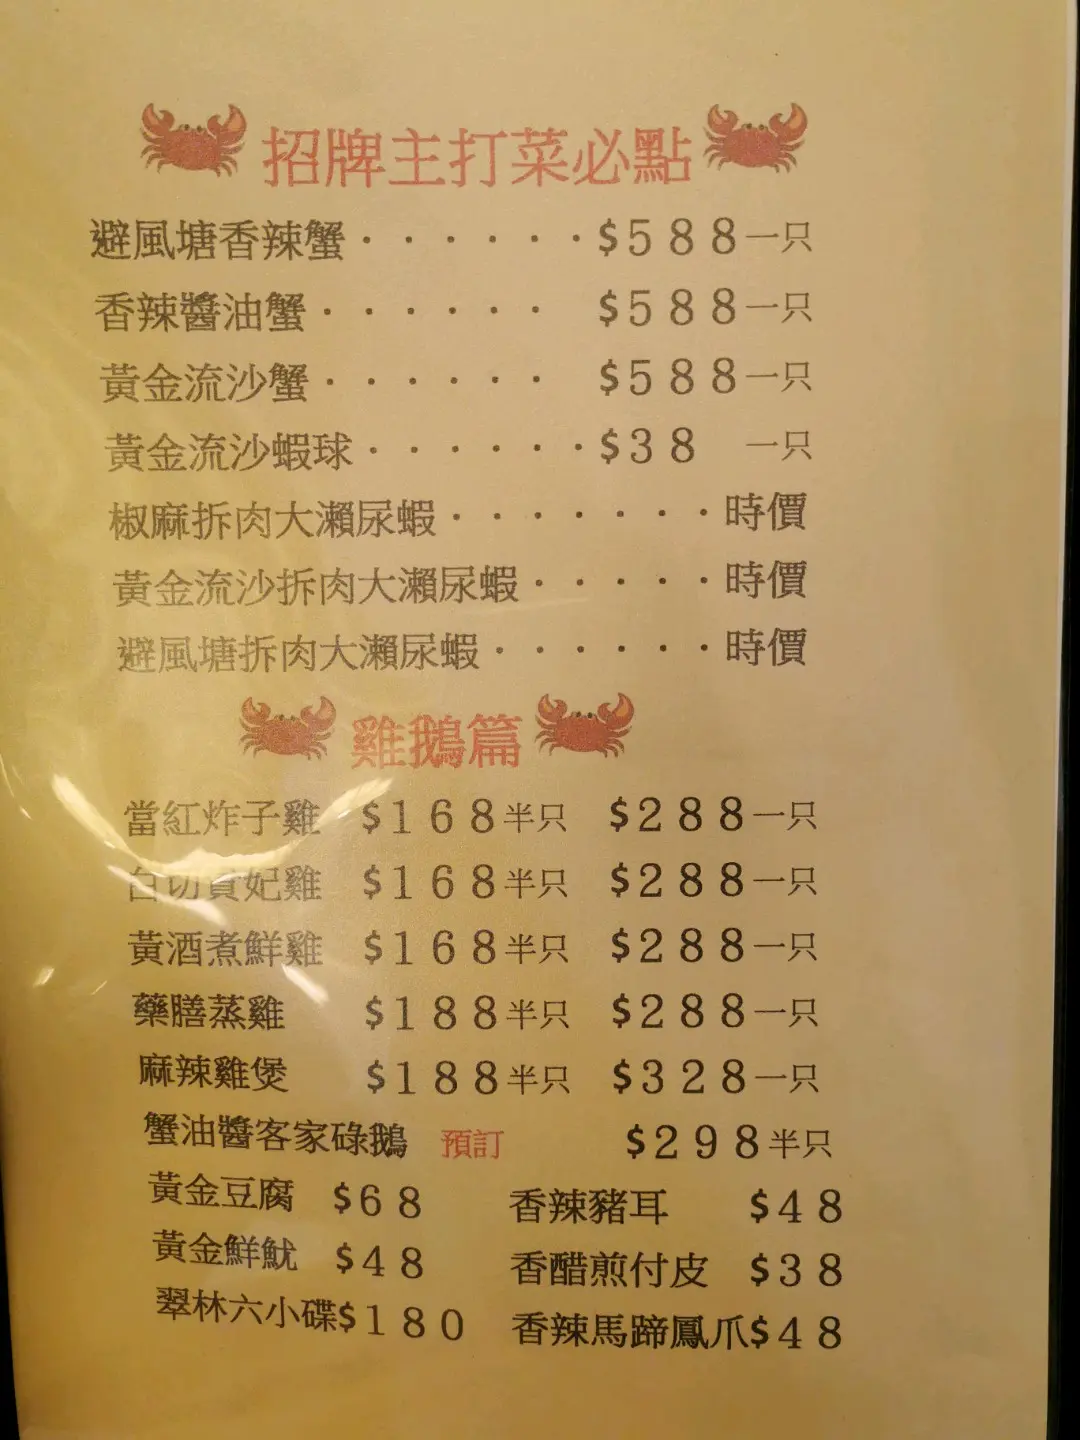 招牌主打菜必點
避風塘香辣蟹······$588一只
香辣醬油蟹······ $588一只
黃金流沙蟹······ $588一只
黃金流沙蝦球······$38 一只
椒麻拆肉大瀨尿蝦·······時價
黃金流沙拆肉大瀨尿蝦·····時價
避風塘拆肉大瀨尿蝦······時價
雞鵝篇
當紅炸子雞 $168半只 $288一只
白切貴妃雞 $168半只 $288一只
黃酒煮鮮雞 $168半只 $288一只
藥膳蒸雞 $188半只 $288一只
麻辣雞煲 $188半只 $328一只
蟹油醬客家碌鵝 預訂 $298半只
黃金豆腐 $68 香辣豬耳 $48
黃金鮮魷 $48 香醋煎付皮 $38
翠林六小碟$180 香辣馬蹄鳳爪$48